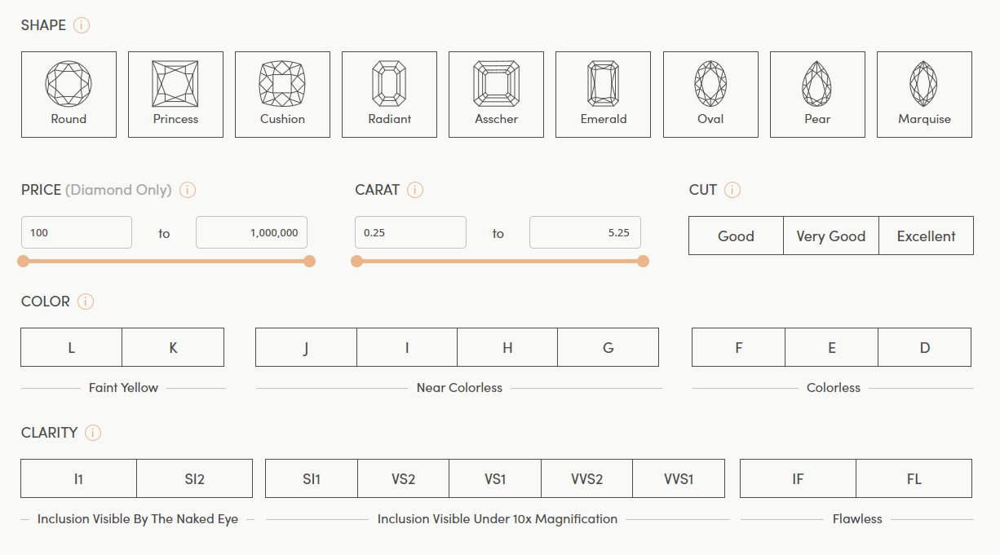 SHAPE
Round Princess Cushion Radiant Asscher Emerald Oval Pear Marquise
PRICE (Diamond Only) CARAT CUT
100 to 1,000,000 0.25 to 5.25 Good Very Good Excellent
COLOR
L K J I H G F E D
Faint Yellow Near Colorless Colorless
CLARITY
I1 SI2 SI1 VS2 VS1 VVS2 VVS1 IF FL
Inclusion Visible By The Naked Eye Inclusion Visible Under 10x Magnification Flawless